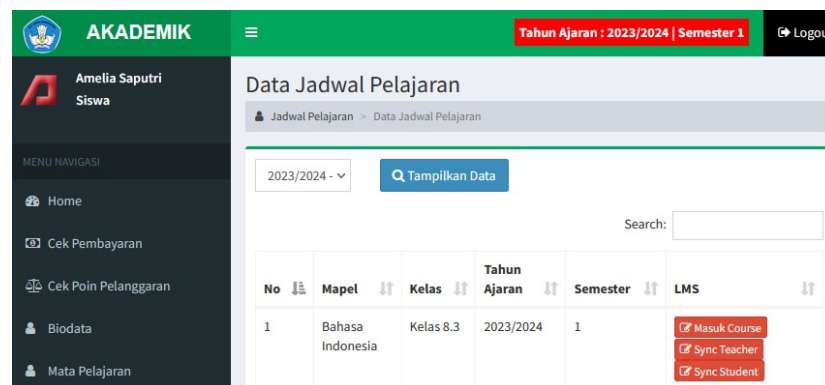 AKADEMIK
Tahun Ajaran : 2023/2024 | Semester 1
Logou
Amelia Saputri
Siswa
MENU NAVIGASI
Home
Cek Pembayaran
Cek Poin Pelanggaran
Biodata
Mata Pelajaran
Data Jadwal Pelajaran
Jadwal Pelajaran > Data Jadwal Pelajaran
2023/2024 -
Tampilkan Data
Search:
No Mapel Kelas Tahun Ajaran Semester LMS
1 Bahasa Indonesia Kelas 8.3 2023/2024 1
Masuk Course
Sync Teacher
Sync Student